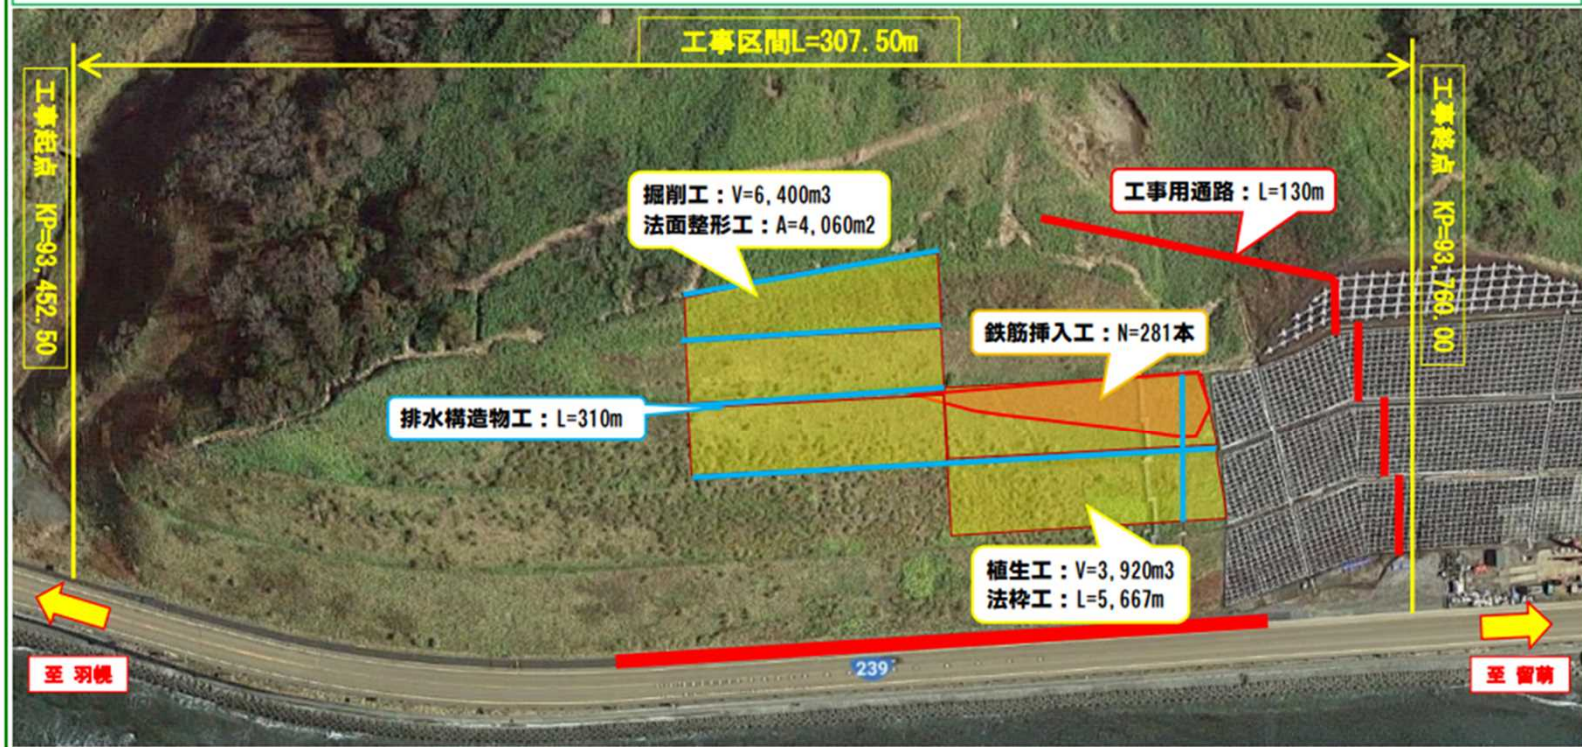 工事区間L=307.50m
工事起点 KP=93,452.50
工事終点 KP=93,760.00
掘削工：V=6,400m3
法面整形工：A=4,060m2
工事用通路：L=130m
鉄筋挿入工：N=281本
排水構造物工：L=310m
植生工：V=3,920m3
法枠工：L=5,667m
239
至 羽幌
至 留萌